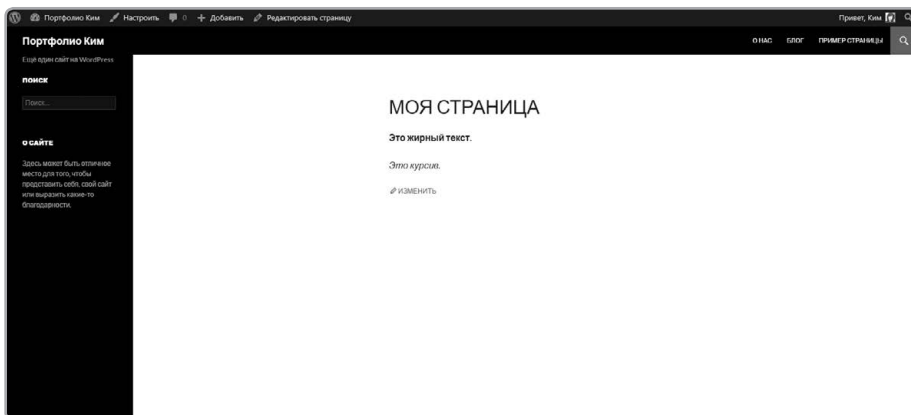 Портфолио Ким Настроить 0 Добавить Редактировать страницу Привет, Ким
Портфолио Ким О НАС БЛОГ ПРИМЕР СТРАНИЦЫ
Ещё один сайт на WordPress
ПОИСК
Поиск...
О САЙТЕ
Здесь может быть отличное
место для того, чтобы
представить себя, свой сайт
или выразить какие-то
благодарности.
МОЯ СТРАНИЦА
Это жирный текст.
Это курсив.
ИЗМЕНИТЬ